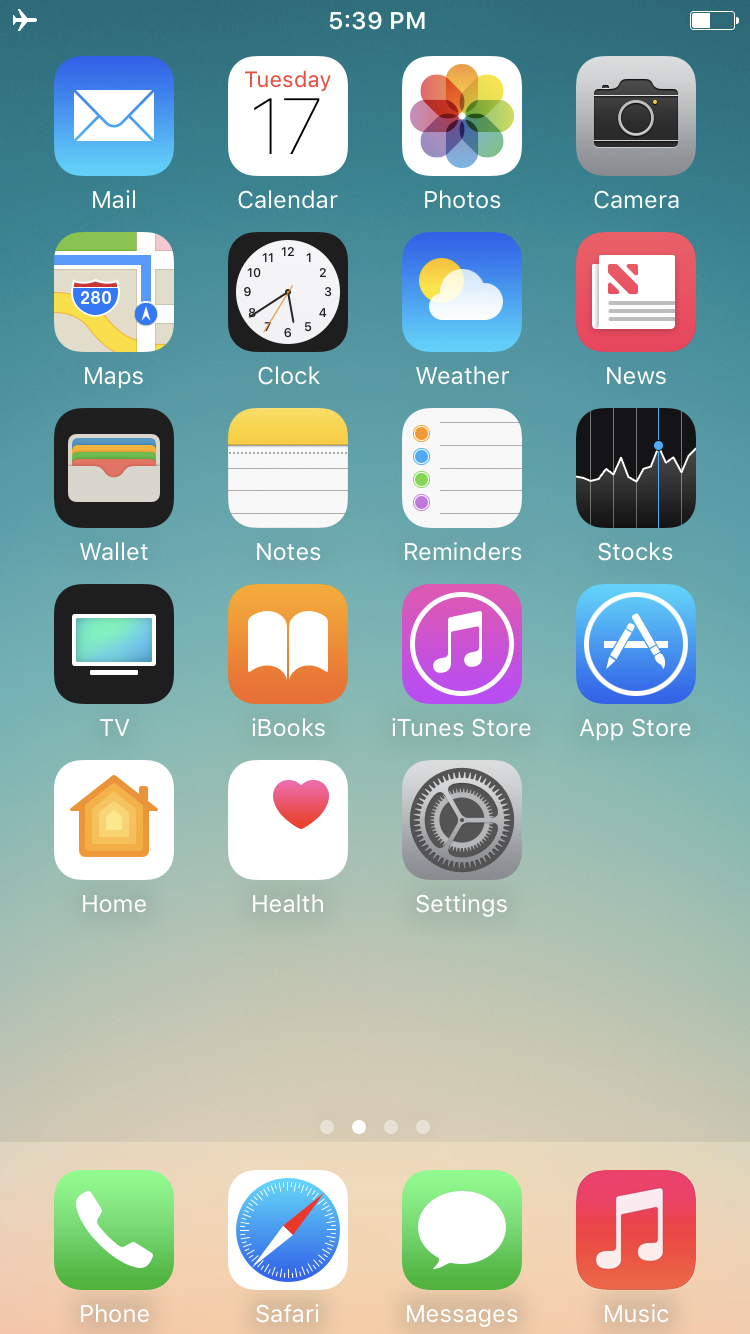 5:39 PM
Tuesday
17
Mail
Calendar
Photos
Camera
280
12
11
1
10
2
9
3
8
4
7
5
6
Maps
Clock
Weather
News
Wallet
Notes
Reminders
Stocks
TV
iBooks
iTunes Store
App Store
Home
Health
Settings
Phone
Safari
Messages
Music